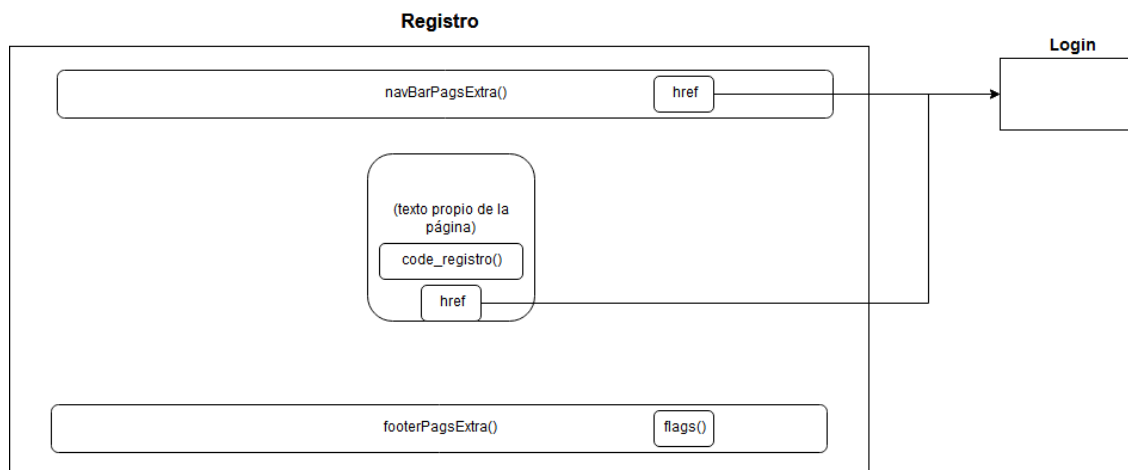 Registro
Login
navBarPagsExtra()
href
(texto propio de la
página)
code_registro()
href
footerPagsExtra()
flags()